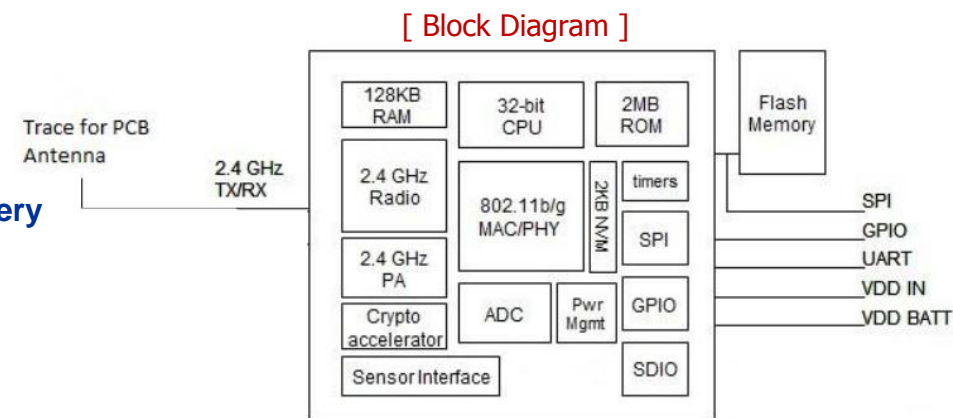 [ Block Diagram ]
128KB
RAM
32-bit
CPU
2MB
ROM
Flash
Memory
Trace for PCB
Antenna
2.4 GHz
TX/RX
ery
2.4 GHz
Radio
802.11b/g
MAC/PHY
2KB NVM
timers
SPI
SPI
GPIO
UART
VDD IN
VDD BATT
2.4 GHz
PA
ADC
Pwr
Mgmt
GPIO
Crypto
accelerator
Sensor Interface
SDIO